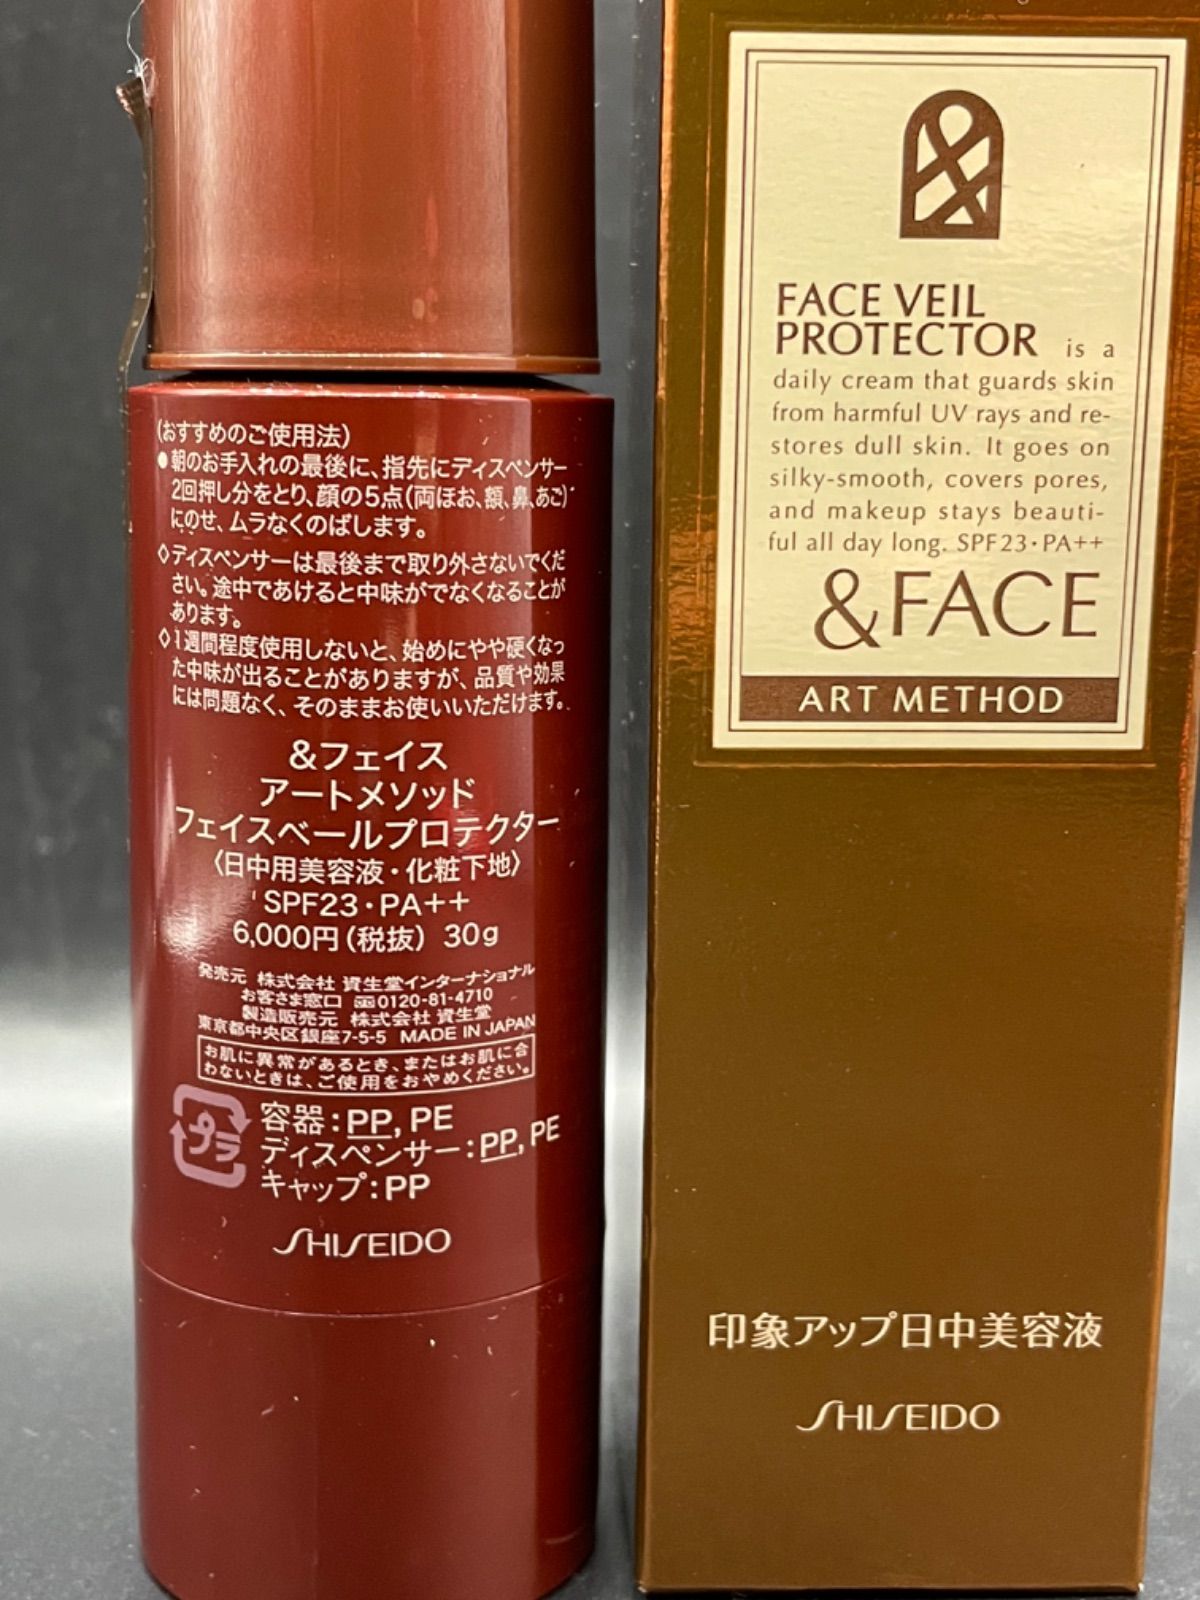 (おすすめのご使用法)
●朝のお手入れの最後に、指先にディスペンサー
2回押し分をとり、顔の5点(両ほお、額、鼻、あご)
にのせ、ムラなくのばします。
◇ディスペンサーは最後まで取り外さないでくだ
さい。途中であけると中味がでなくなることが
あります。
◇1週間程度使用しないと、始めにやや硬くなっ
た中味が出ることがありますが、品質や効果
には問題なく、そのままお使いいただけます。
&フェイス
アートメソッド
フェイスベールプロテクター
〈日中用美容液・化粧下地〉
SPF23・PA++
6,000円(税抜) 30g
発売元 株式会社 資生堂インターナショナル
お客さま窓口 0120-81-4710
製造販売元 株式会社 資生堂
東京都中央区銀座7-5-5 MADE IN JAPAN
お肌に異常があるとき、またはお肌に合
わないときは、ご使用をおやめください。
プラ
容器:PP, PE
ディスペンサー:PP, PE
キャップ:PP
SHISEIDO
FACE VEIL
PROTECTOR is a
daily cream that guards skin
from harmful UV rays and re-
stores dull skin. It goes on
silky-smooth, covers pores,
and makeup stays beauti-
ful all day long. SPF23・PA++
&FACE
ART METHOD
印象アップ日中美容液
SHISEIDO